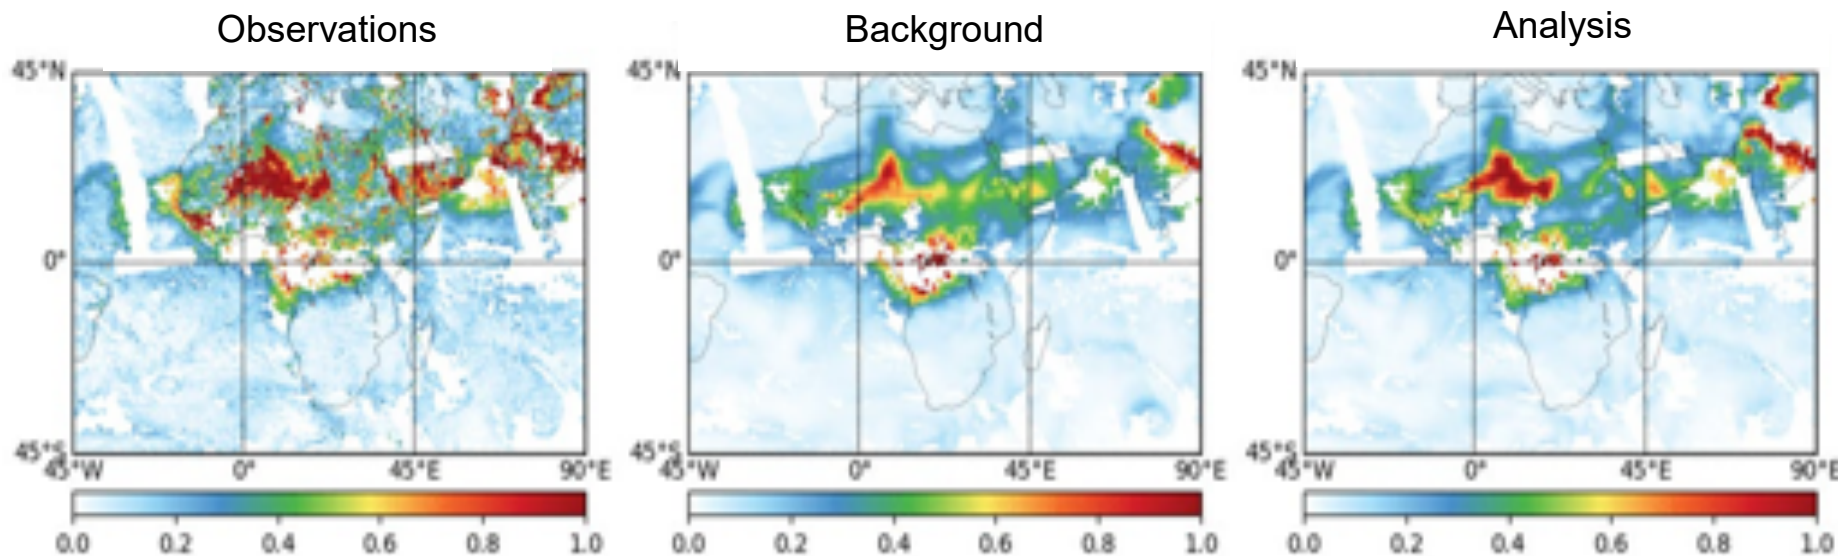 Observations Background Analysis
45°N 45°N 45°N
0° 0° 0°
45°S 45°S 45°S
45°W 0° 45°E 90°E 45°W 0° 45°E 90°E 45°W 0° 45°E 90°E
0.0 0.2 0.4 0.6 0.8 1.0 0.0 0.2 0.4 0.6 0.8 1.0 0.0 0.2 0.4 0.6 0.8 1.0